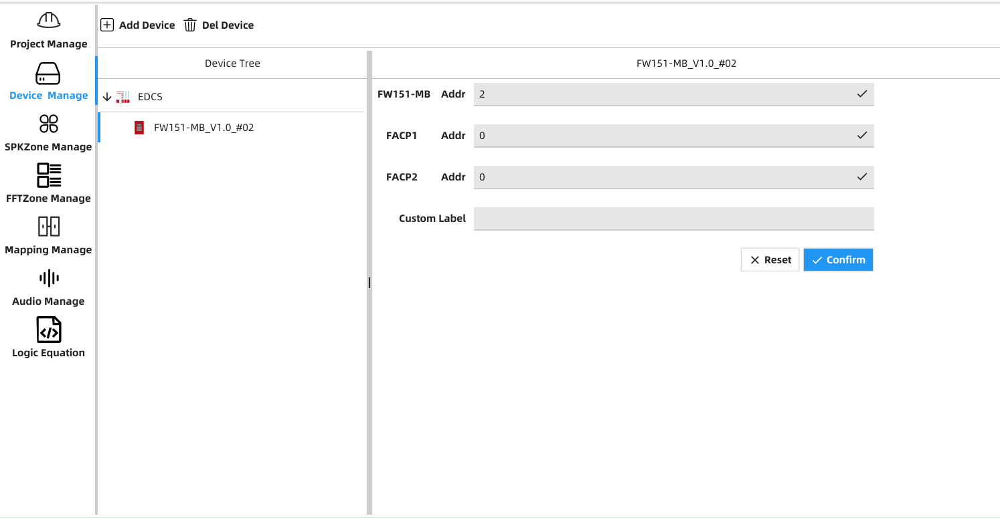 Project Manage
Device  Manage
SPKZone Manage
FFTZone Manage
Mapping Manage
Audio Manage
Logic Equation
Add Device Del Device
Device Tree
EDCS
FW151-MB_V1.0_#02
FW151-MB_V1.0_#02
FW151-MB Addr 2
FACP1 Addr 0
FACP2 Addr 0
Custom Label
Reset Confirm